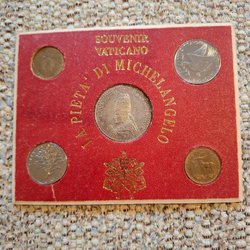 SOUVENIR
VATICANO
LA PIETA' DI MICHELANGELO